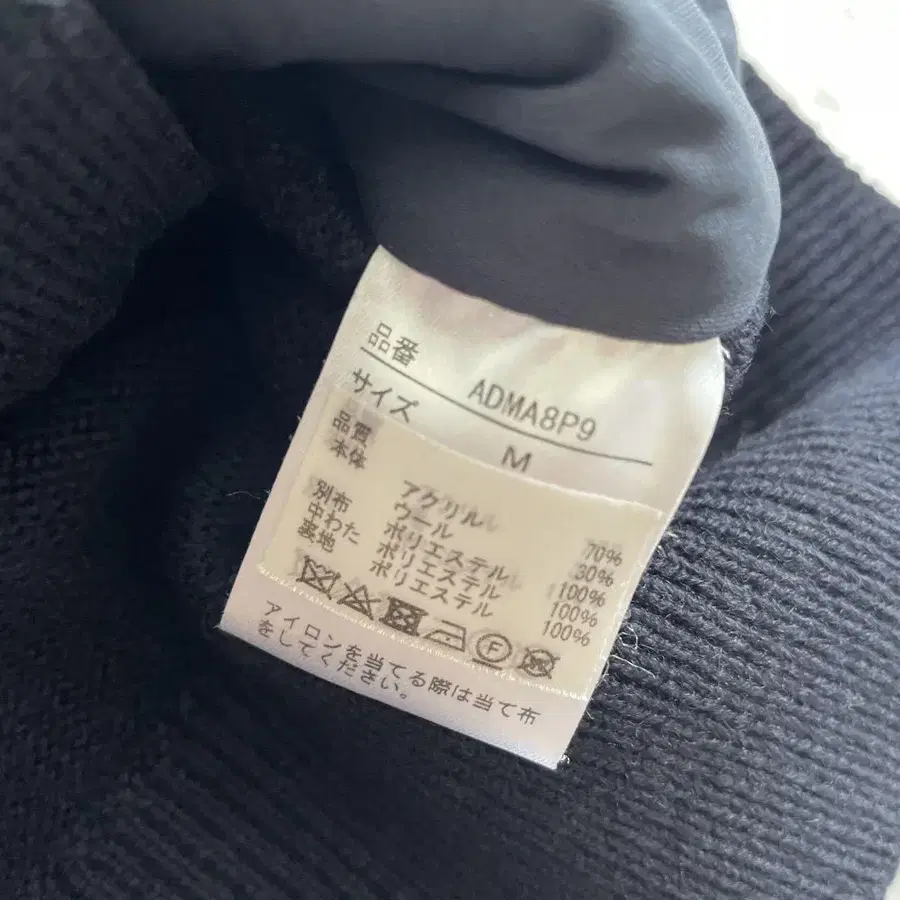 品番 ADMA8P9
サイズ M
品質
本体 アクリル 70%
ウール 30%
別布 ポリエステル 100%
中わた ポリエステル 100%
裏地 ポリエステル 100%
F
アイロンを当てる際は当て布
をしてください。